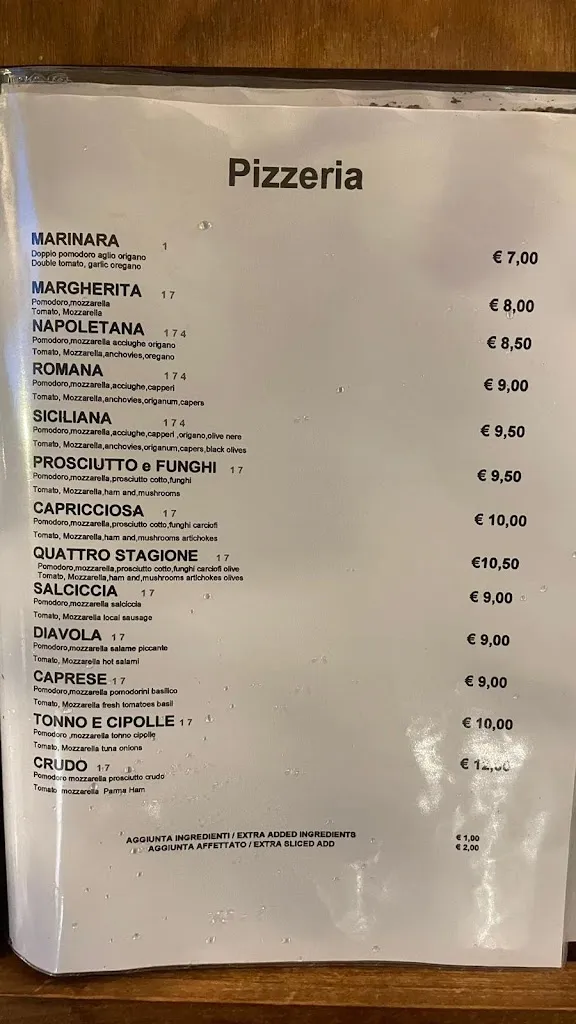 Pizzeria
MARINARA 1
Doppio pomodoro aglio origano
Double tomato, garlic oregano
€ 7,00
MARGHERITA 1 7
Pomodoro,mozzarella
Tomato, Mozzarella
€ 8,00
NAPOLETANA 1 7 4
Pomodoro,mozzarella acciughe origano
Tomato, Mozzarella,anchovies,oregano
€ 8,50
ROMANA 1 7 4
Pomodoro,mozzarella,acciughe,capperi
Tomato, Mozzarella,anchovies,origanum,capers
€ 9,00
SICILIANA 1 7 4
Pomodoro,mozzarella,acciughe,capperi ,origano,olive nere
Tomato, Mozzarella,anchovies,origanum,capers,black olives
€ 9,50
PROSCIUTTO e FUNGHI 1 7
Pomodoro,mozzarella,prosciutto cotto,funghi
Tomato, Mozzarella,ham and,mushrooms
€ 9,50
CAPRICCIOSA 1 7
Pomodoro,mozzarella,prosciutto cotto,funghi carciofi
Tomato, Mozzarella,ham and,mushrooms artichokes
€ 10,00
QUATTRO STAGIONE 1 7
Pomodoro,mozzarella,prosciutto cotto,funghi carciofi olive
Tomato, Mozzarella,ham and,mushrooms artichokes olives
€10,50
SALCICCIA 1 7
Pomodoro,mozzarella salciccia
Tomato, Mozzarella local sausage
€ 9,00
DIAVOLA 1 7
Pomodoro,mozzarella salame piccante
Tomato, Mozzarella hot salami
€ 9,00
CAPRESE 1 7
Pomodoro,mozzarella pomodorini basilico
Tomato, Mozzarella fresh tomatoes basil
€ 9,00
TONNO E CIPOLLE 1 7
Pomodoro ,mozzarella tonno cipolle
Tomato, Mozzarella tuna onions
€ 10,00
CRUDO 1 7
Pomodoro mozzarella prosciutto crudo
Tomato mozzarella Parma Ham
€ 12,00
AGGIUNTA INGREDIENTI / EXTRA ADDED INGREDIENTS € 1,00
AGGIUNTA AFFETTATO / EXTRA SLICED ADD € 2,00